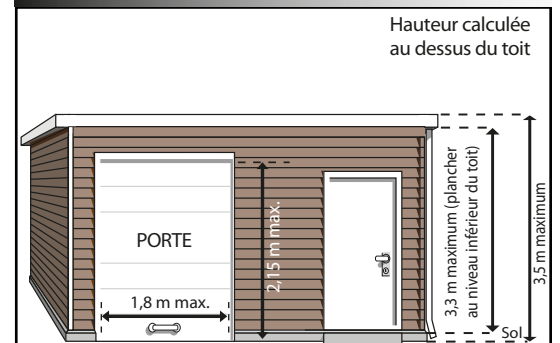 Hauteur calculée
au dessus du toit
PORTE
1,8 m max.
2,15 m max.
3,3 m maximum (plancher
au niveau inférieur du toit)
3,5 m maximum
Sol